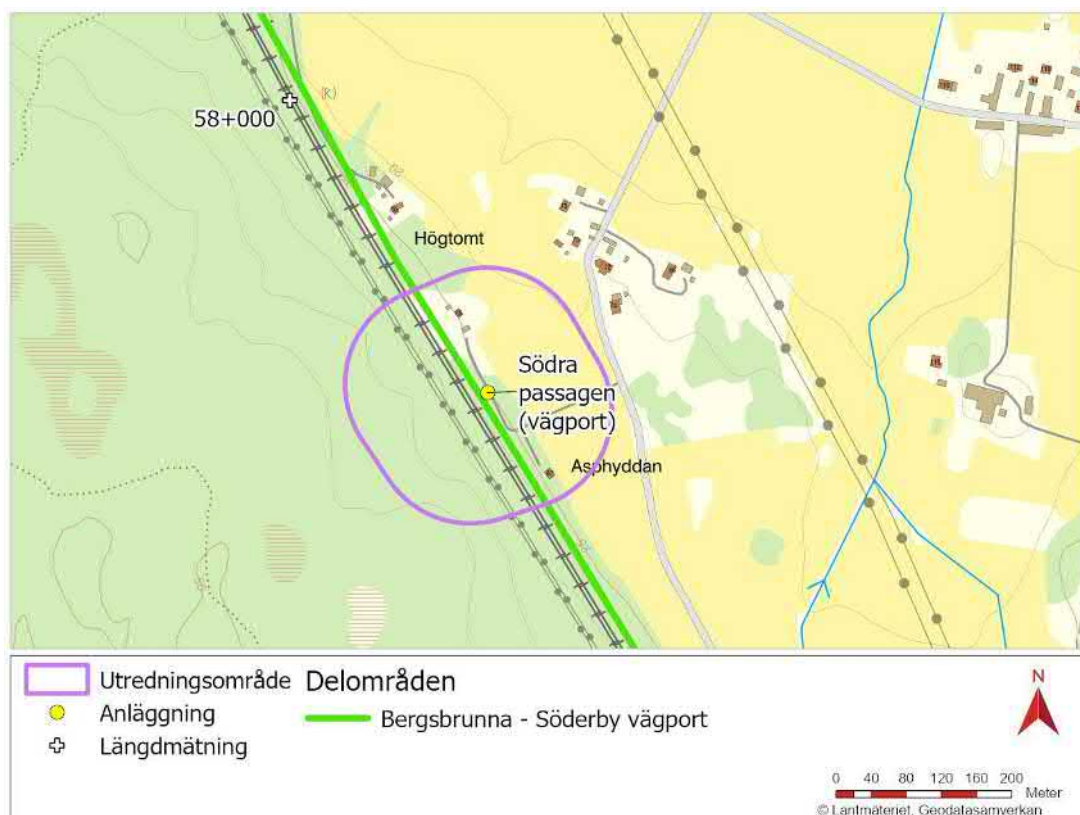 58+000
(R)
Högtomt
Södra
passagen
(vägport)
Asphyddan
Utredningsområde
Anläggning
Längdmätning
Delområden
Bergsbrunna - Söderby vägport
N
0 40 80 120 160 200
Meter
© Lantmäteriet, Geodatasamverkan